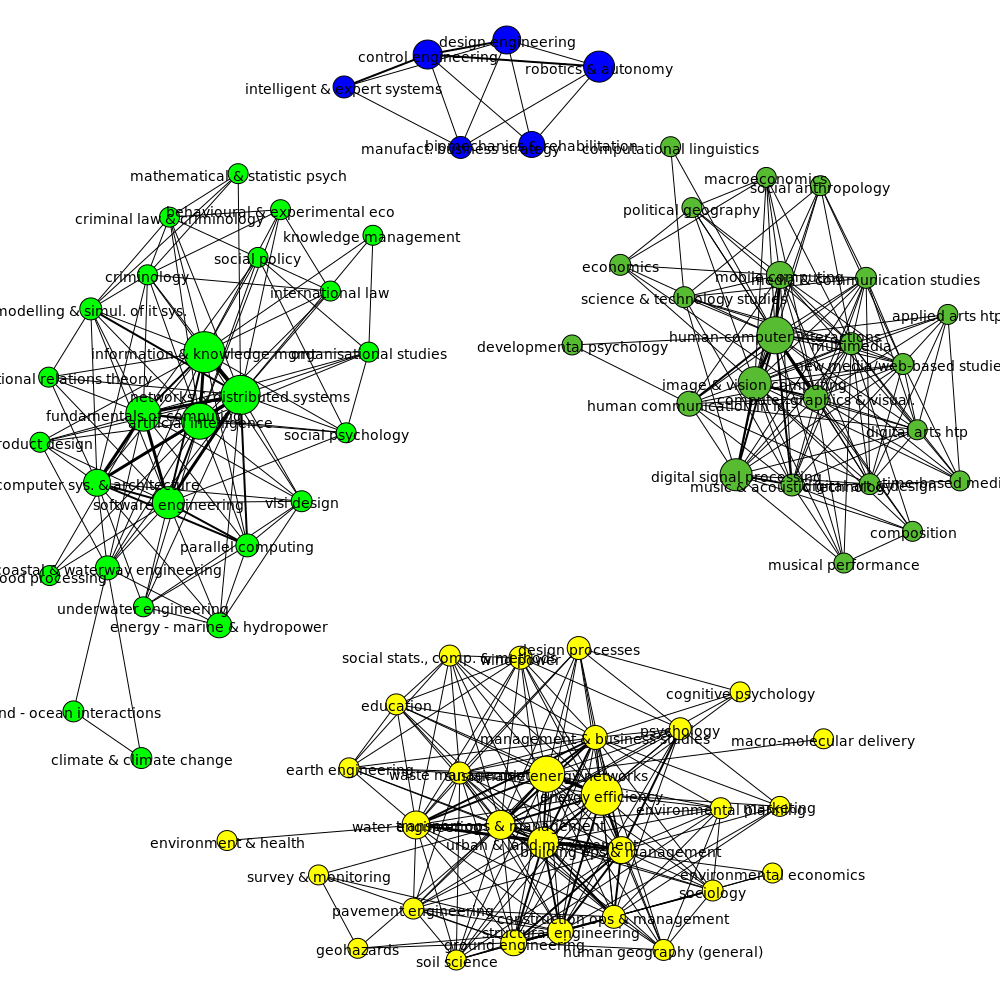 design engineering
control engineering
robotics & autonomy
intelligent & expert systems
manufact. business strategy
biomechanics & rehabilitation
computational linguistics
mathematical & statistic psych
macroeconomics
social anthropology
criminal law & criminology
behavioural & experimental eco
political geography
knowledge management
social policy
economics
criminology
mobile computing
media & communication studies
international law
science & technology studies
modelling & simul. of it sys.
applied arts htp
human computer interactions
multimedia
developmental psychology
information & knowledge mgmt
organisational studies
new media/web-based studie
tional relations theory
image & vision computing
networks & distributed systems
computer graphics & visual.
human communication in ict
fundamentals of computing
artificial intelligence
digital arts htp
social psychology
roduct design
digital signal processing
computer sys. & architecture
music & acoustic technology
design
time-based medi
software engineering
vlsi design
composition
parallel computing
musical performance
coastal & waterway engineering
ood processing
underwater engineering
energy - marine & hydropower
design processes
social stats., comp. & methods
wind power
cognitive psychology
education
nd - ocean interactions
psychology
management & business studies
macro-molecular delivery
climate & climate change
earth engineering
waste management
energy networks
energy efficiency
environmental planning
marketing
water engineering
ops & management
environment & health
urban & land management
building ops & management
survey & monitoring
environmental economics
sociology
pavement engineering
construction ops & management
structural engineering
ground engineering
geohazards
human geography (general)
soil science